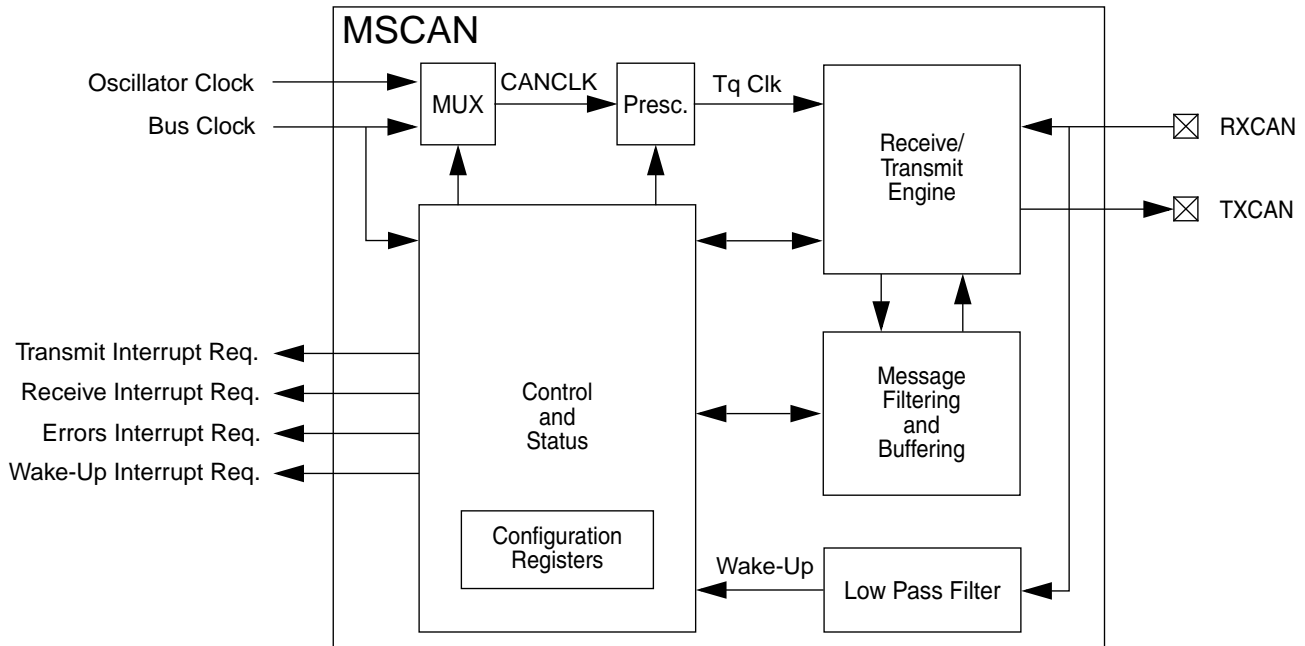 MSCAN
Oscillator Clock
Bus Clock
MUX
CANCLK
Presc.
Tq Clk
Receive/
Transmit
Engine
RXCAN
TXCAN
Transmit Interrupt Req.
Receive Interrupt Req.
Errors Interrupt Req.
Wake-Up Interrupt Req.
Control
and
Status
Message
Filtering
and
Buffering
Configuration
Registers
Wake-Up
Low Pass Filter